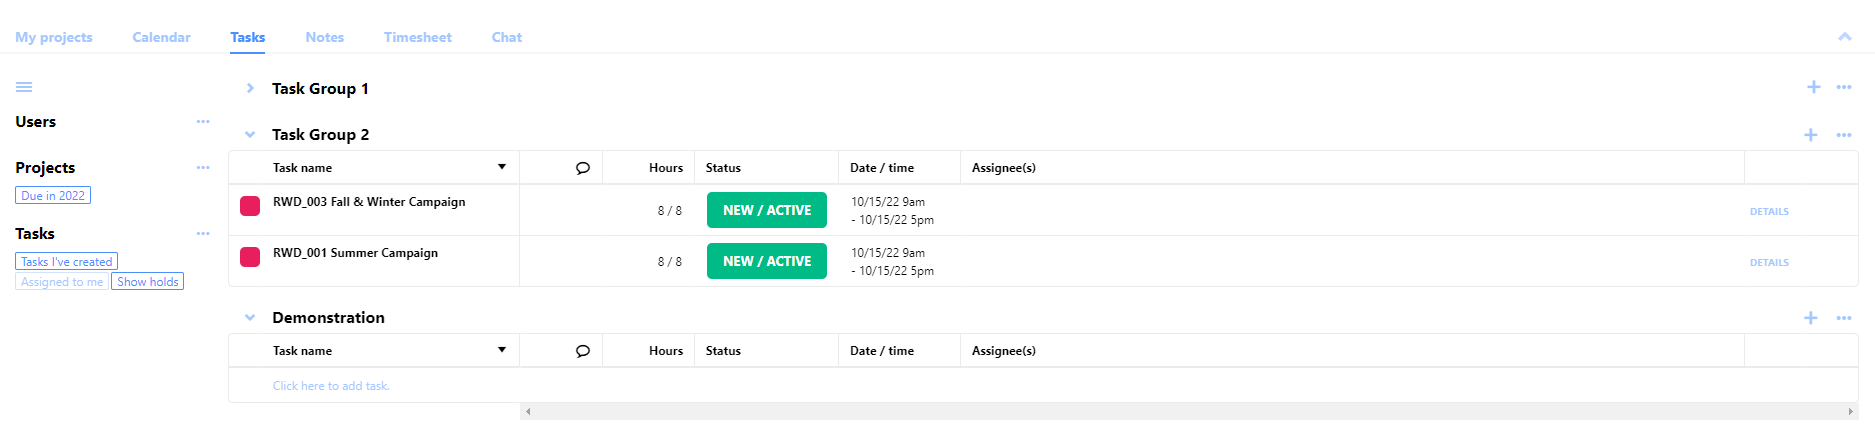 My projects Calendar Tasks Notes Timesheet Chat
Users
Projects
Due in 2022
Tasks
Tasks I've created
Assigned to me Show holds
Task Group 1
Task Group 2
Task name Hours Status Date / time Assignee(s)
RWD_003 Fall & Winter Campaign 8 / 8 NEW / ACTIVE 10/15/22 9am
- 10/15/22 5pm DETAILS
RWD_001 Summer Campaign 8 / 8 NEW / ACTIVE 10/15/22 9am
- 10/15/22 5pm DETAILS
Demonstration
Task name Hours Status Date / time Assignee(s)
Click here to add task.